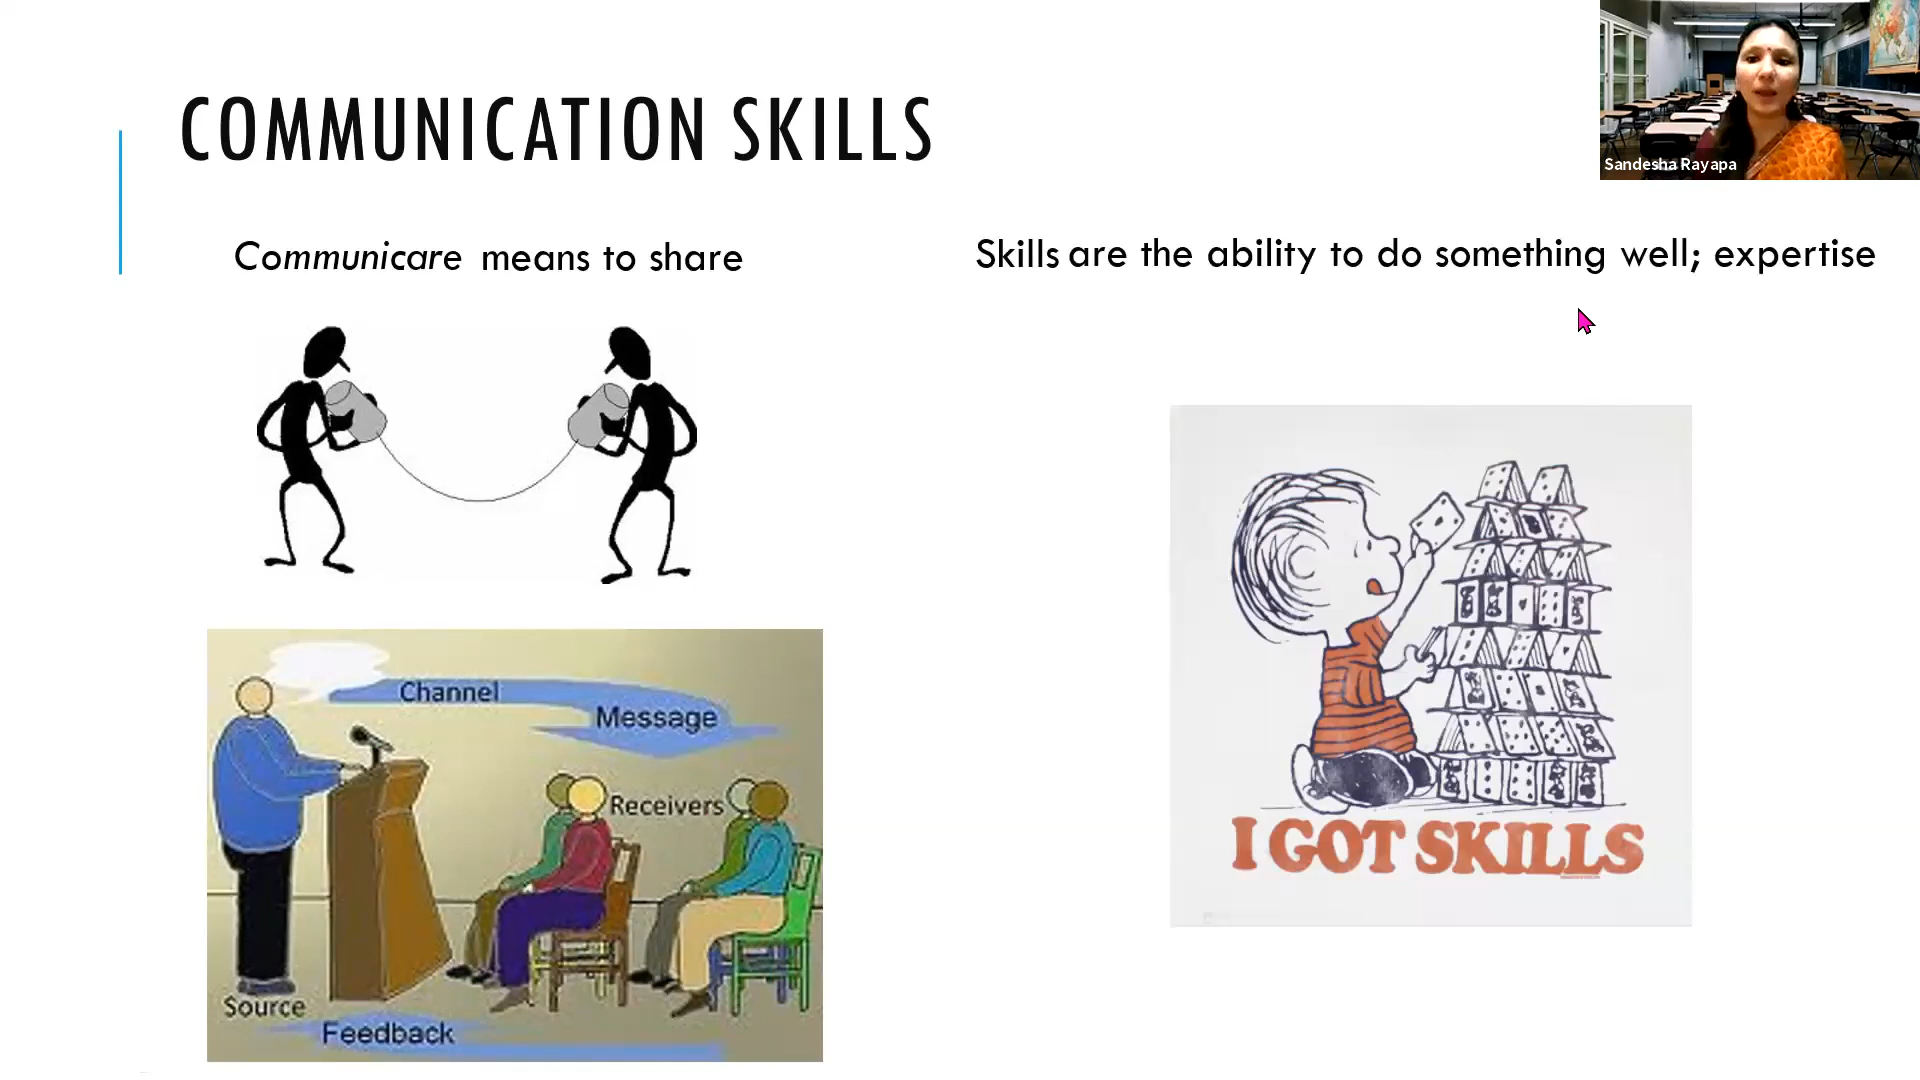 COMMUNICATION SKILLS
Sandesha Rayapa
Communicare means to share
Skills are the ability to do something well; expertise
Channel
Message
Receivers
Source
Feedback
I GOT SKILLS